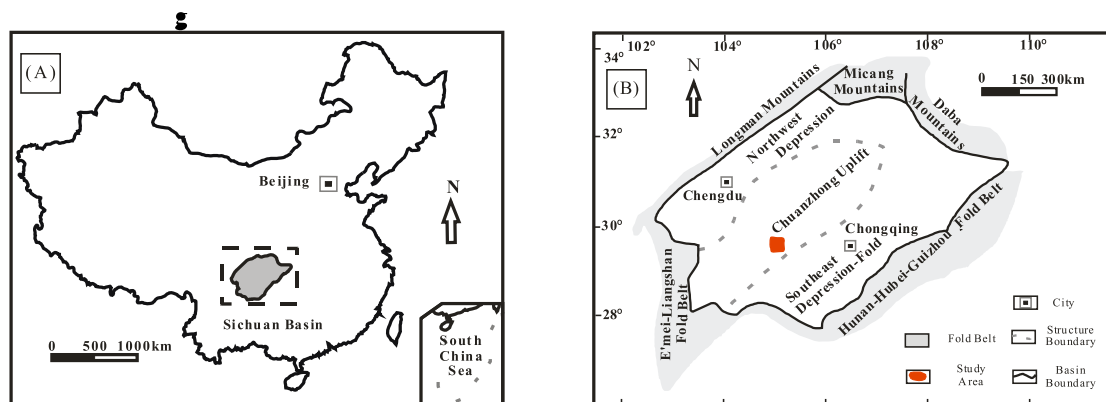 g
(A)
Beijing
N
Sichuan Basin
0 500 1000km
South
China
Sea
102° 104° 106° 108° 110°
34°
32°
30°
28°
(B)
N
0 150 300km
Longman Mountains
Micang
Mountains
Daba
Mountains
Northwest
Depression
Chengdu
Chuanzhong Uplift
Chongqing
Southeast
Depression-Fold
Hunan-Hubei-Guizhou Fold Belt
E'mei-Liangshan
Fold Belt
City
Fold Belt
Structure
Boundary
Study
Area
Basin
Boundary